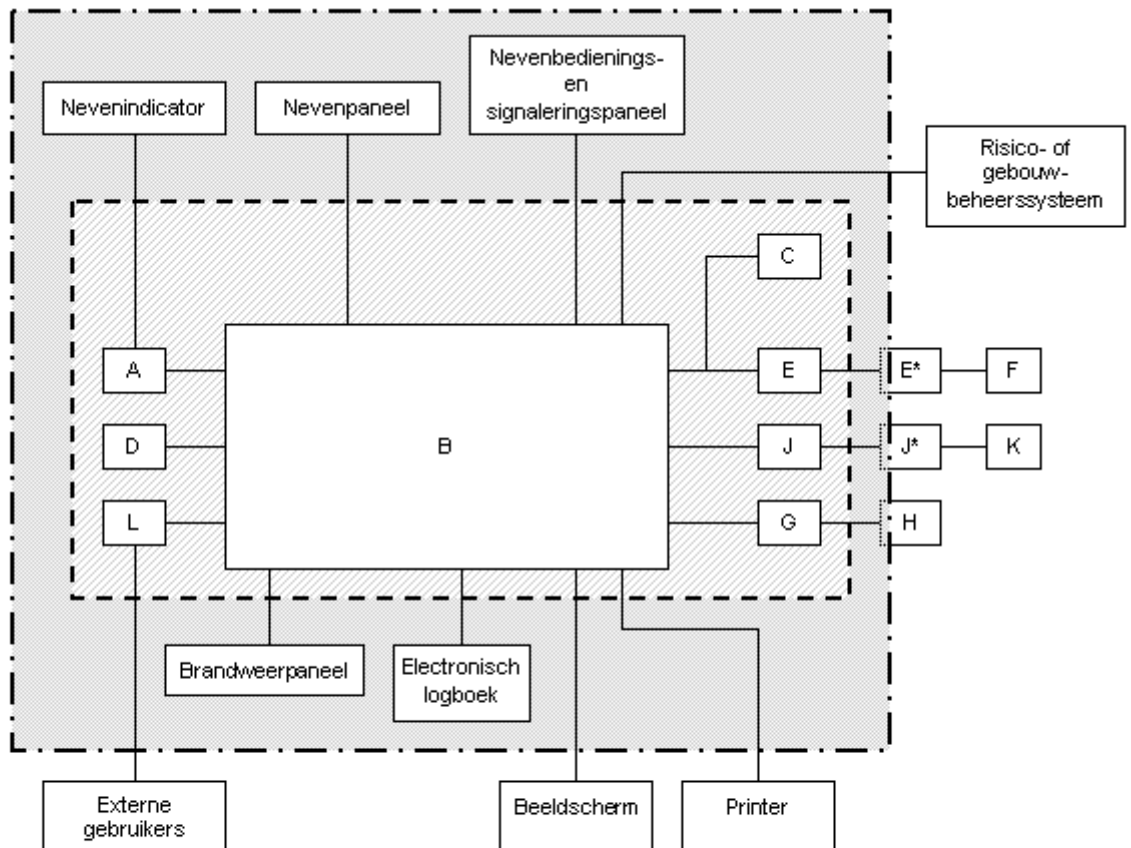 Nevenindicator
Nevenpaneel
Nevenbedienings-
en
signaleringspaneel
Risico- of
gebouw-
beheerssysteem
C
A
E
E*
F
D
B
J
J*
K
L
G
H
Brandweerpaneel
Electronisch
logboek
Externe
gebruikers
Beeldscherm
Printer